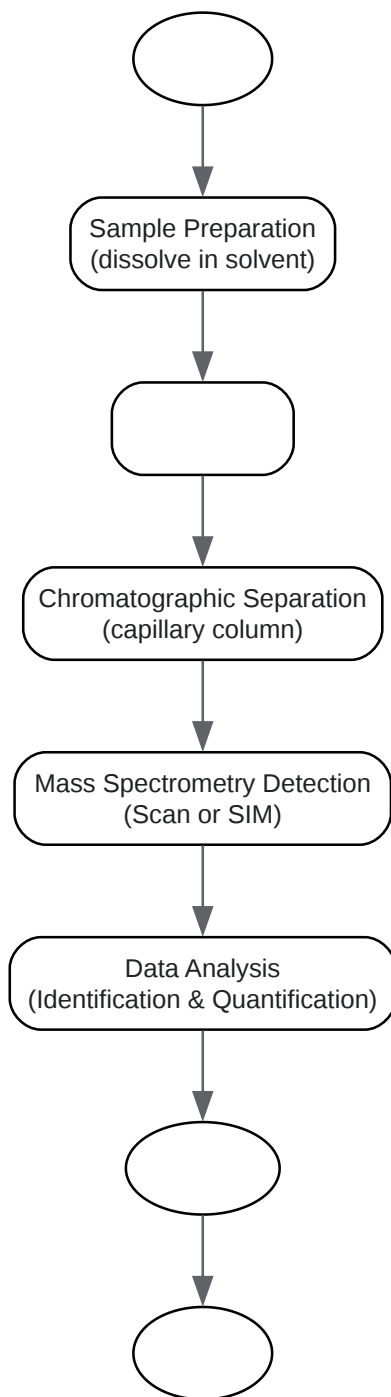 Sample Preparation
(dissolve in solvent)
Chromatographic Separation
(capillary column)
Mass Spectrometry Detection
(Scan or SIM)
Data Analysis
(Identification & Quantification)